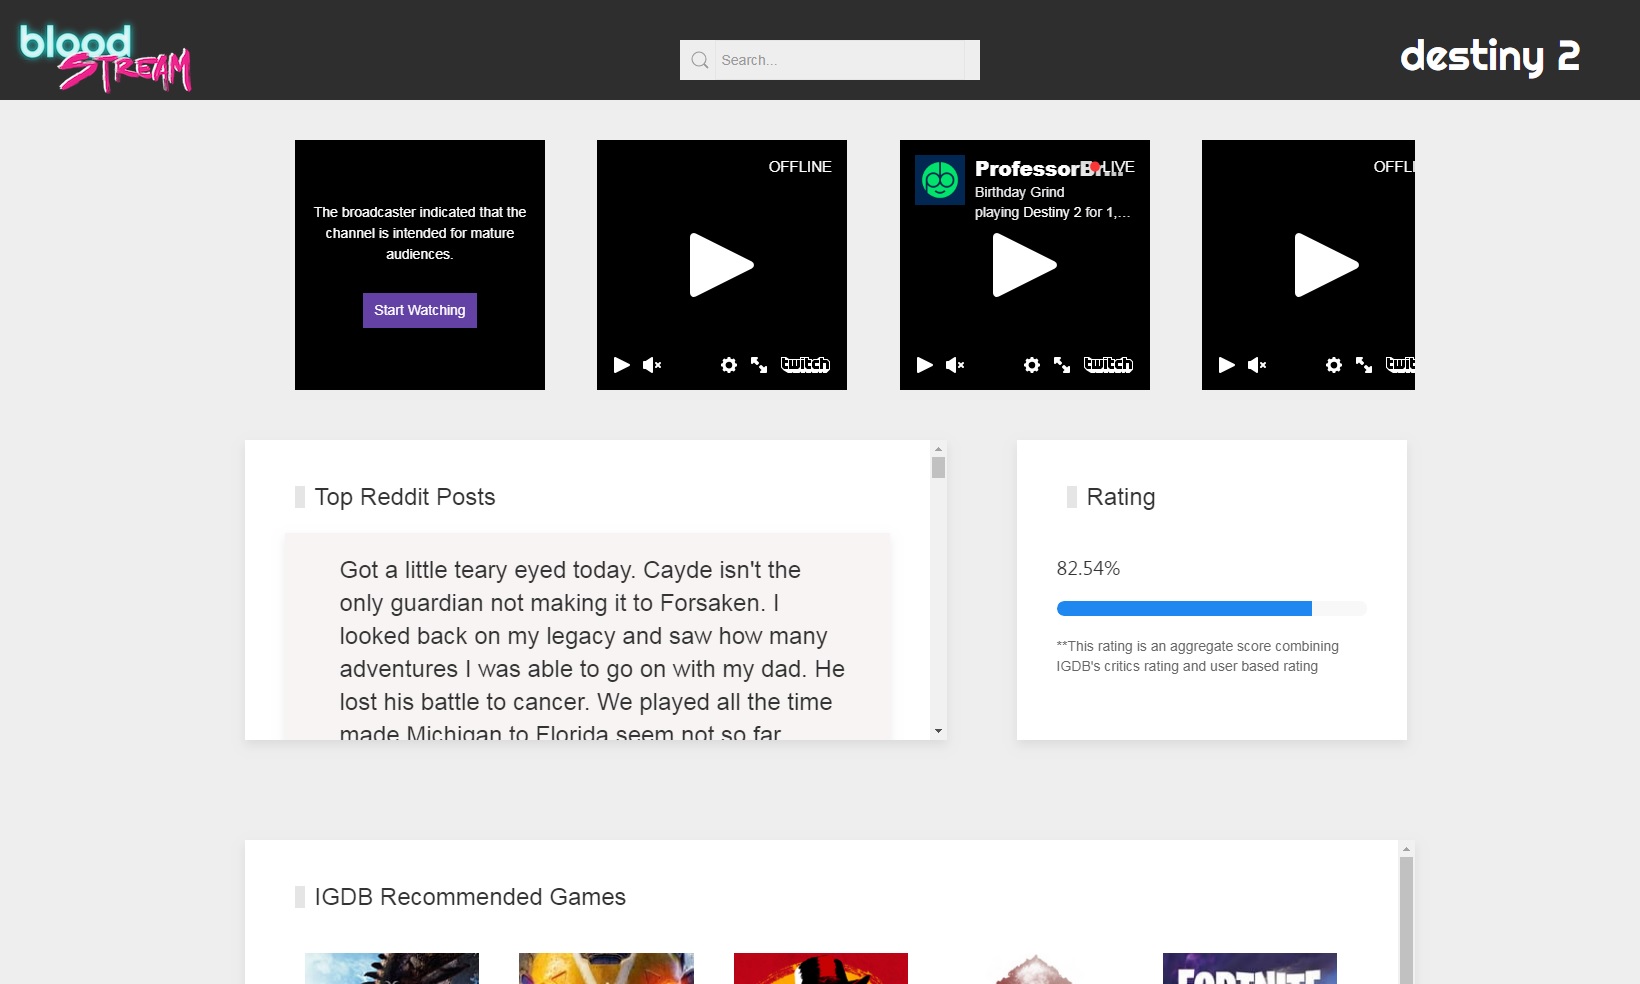 blood
STREAM
Search...
destiny 2
The broadcaster indicated that the
channel is intended for mature
audiences.
Start Watching
OFFLINE
twitch
ProfessorBr...
LIVE
Birthday Grind
playing Destiny 2 for 1,...
twitch
OFFLI
twit
Top Reddit Posts
Got a little teary eyed today. Cayde isn't the
only guardian not making it to Forsaken. I
looked back on my legacy and saw how many
adventures I was able to go on with my dad. He
lost his battle to cancer. We played all the time
made Michigan to Florida seem not so far
Rating
82.54%
**This rating is an aggregate score combining
IGDB's critics rating and user based rating
IGDB Recommended Games
FORTNITE